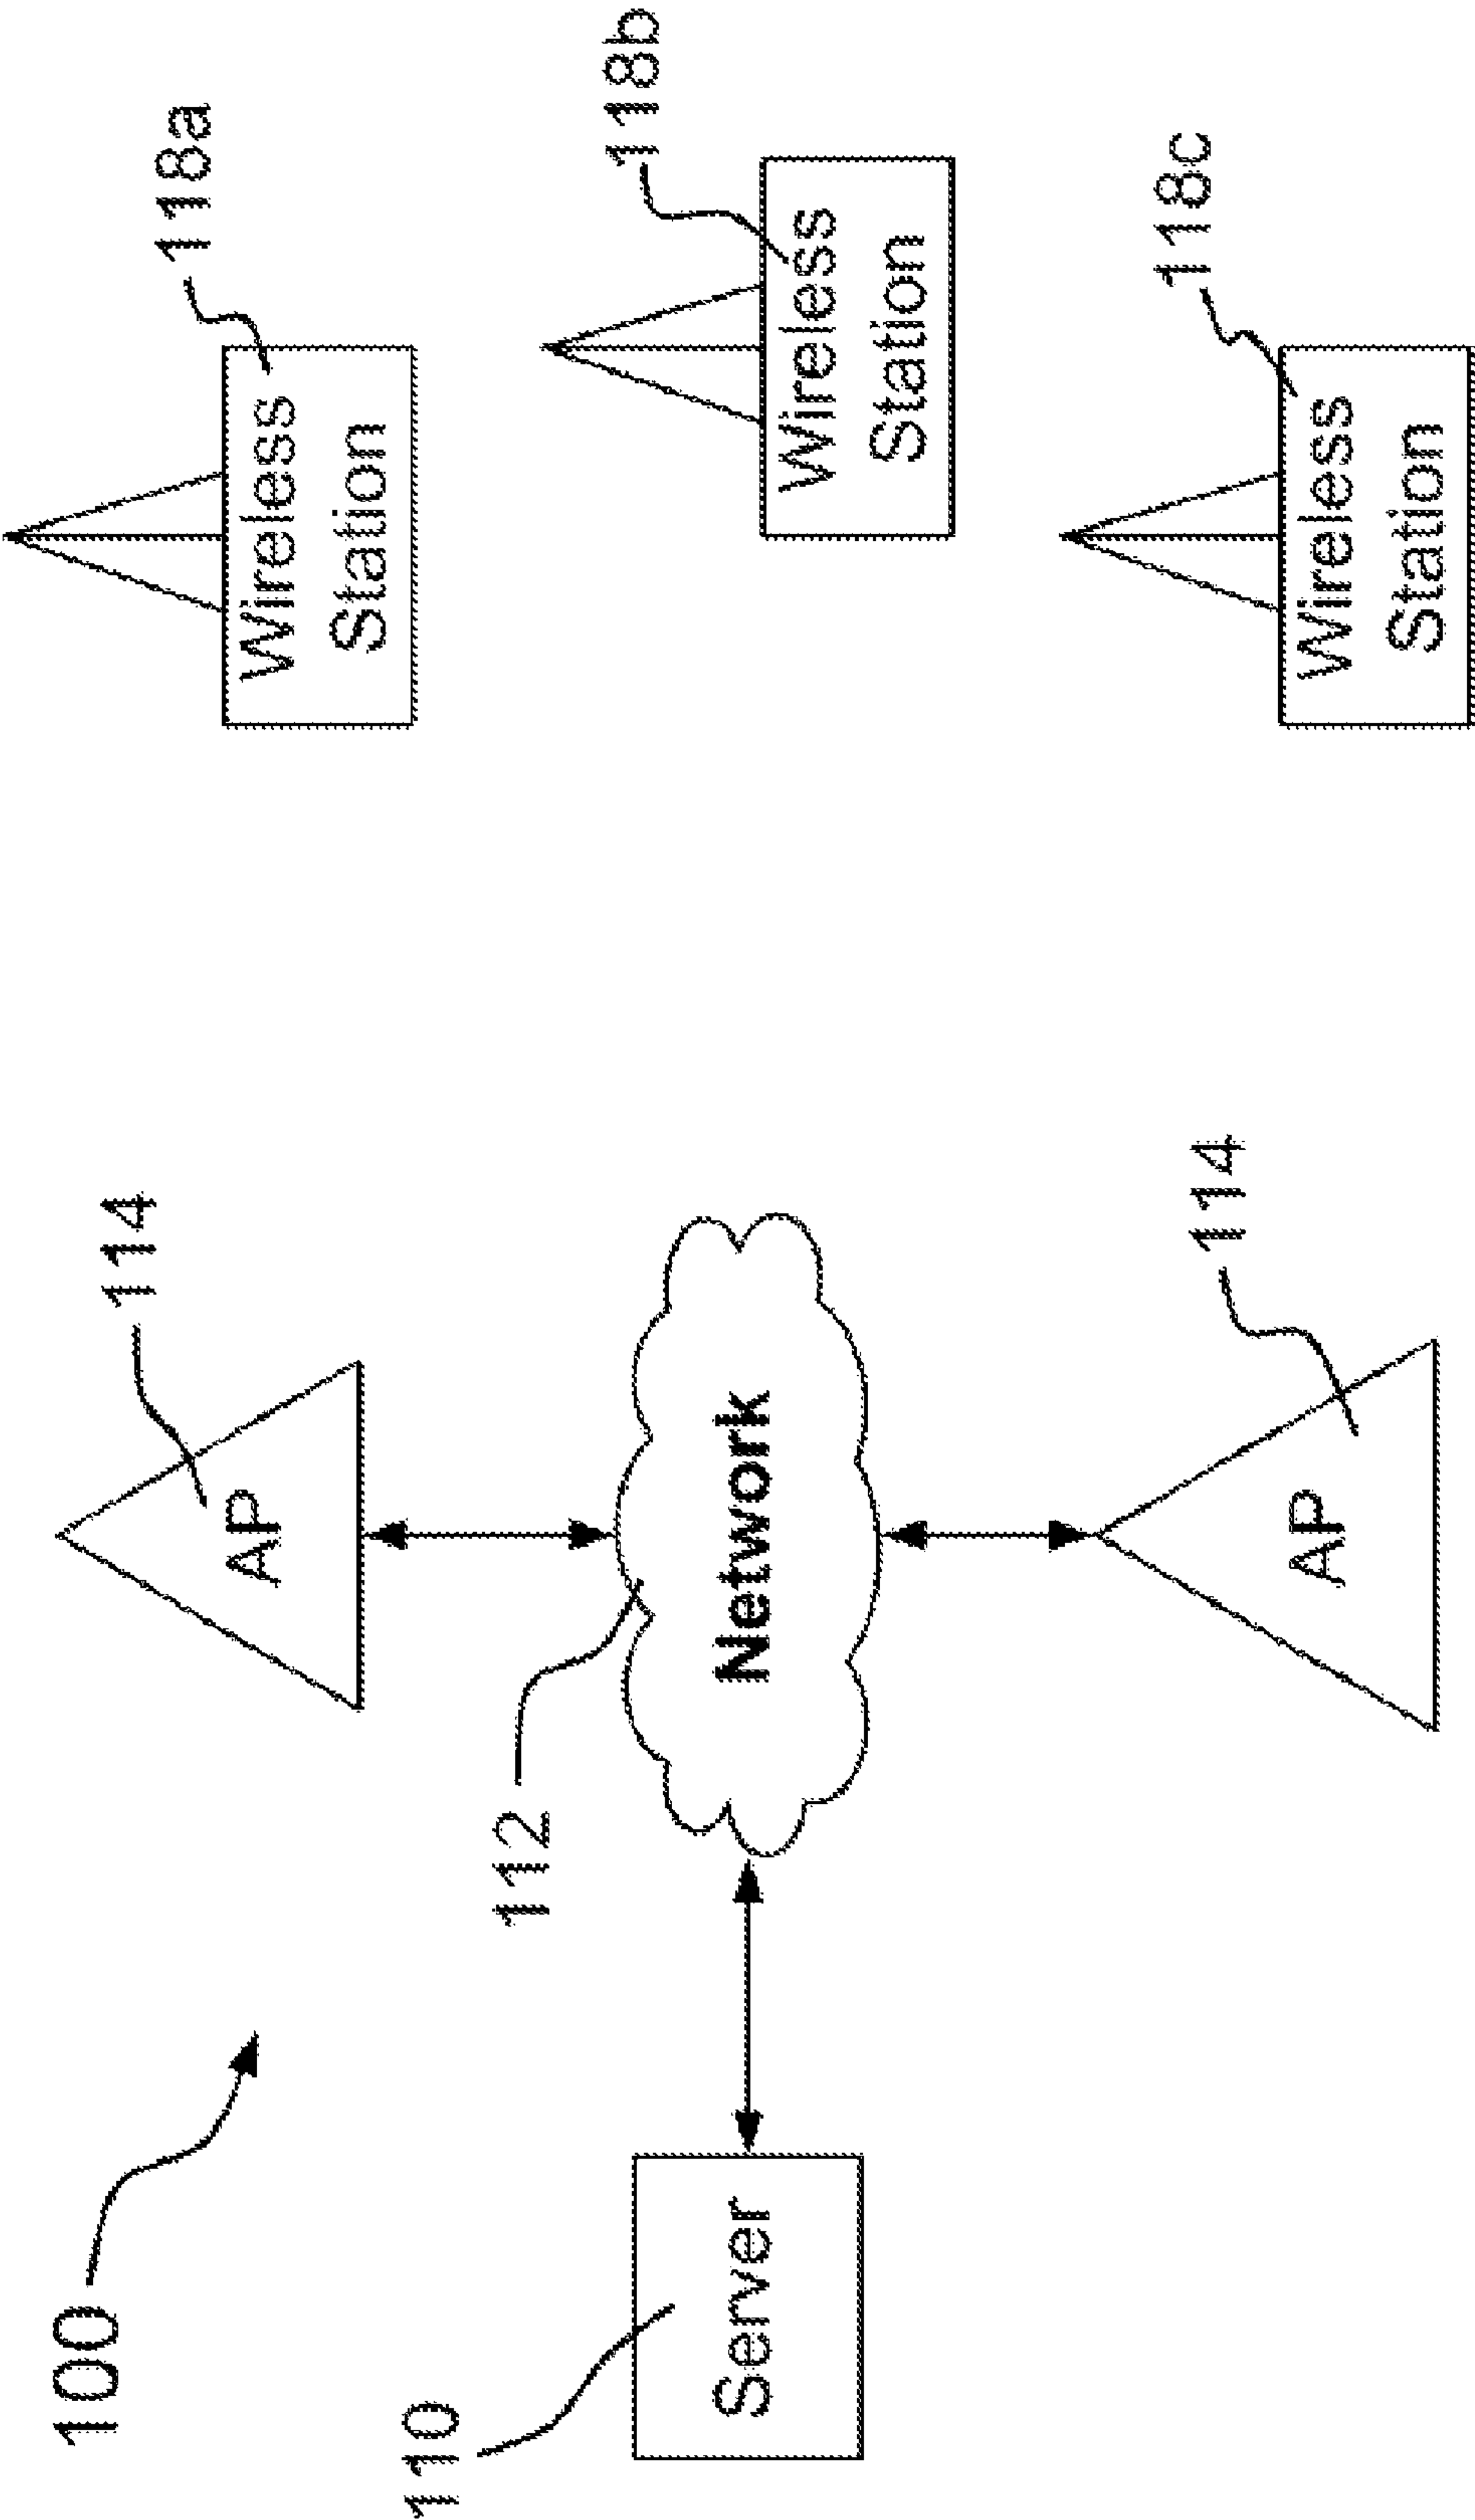 100
110
Server
112
Network
114
AP
114
AP
118a
Wireless
Station
118b
Wireless
Station
118c
Wireless
Station